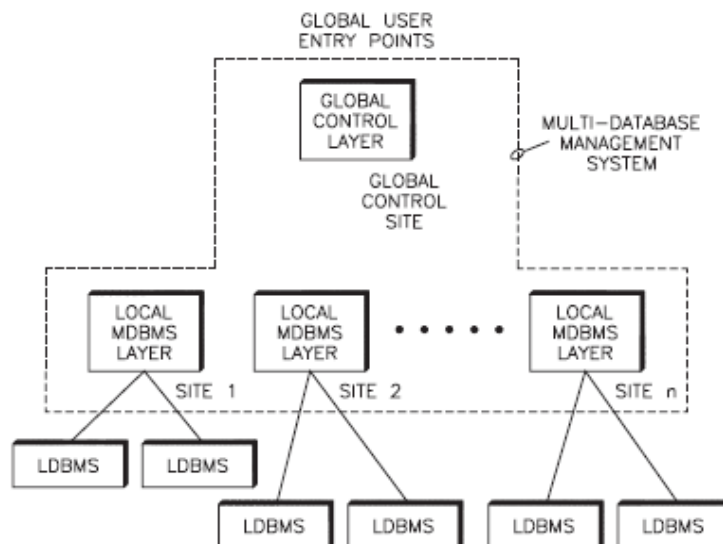 GLOBAL USER
ENTRY POINTS
GLOBAL
CONTROL
LAYER
MULTI-DATABASE
MANAGEMENT
SYSTEM
GLOBAL
CONTROL
SITE
LOCAL
MDBMS
LAYER
SITE 1
LOCAL
MDBMS
LAYER
SITE 2
LOCAL
MDBMS
LAYER
SITE n
LDBMS
LDBMS
LDBMS
LDBMS
LDBMS
LDBMS